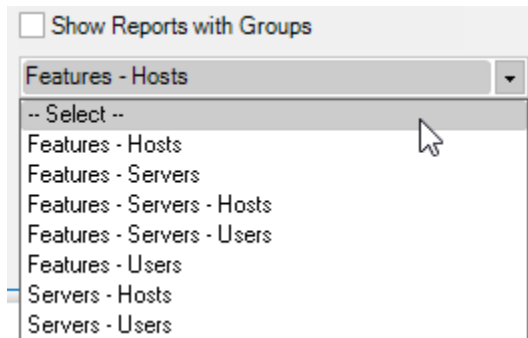 Show Reports with Groups
Features - Hosts
-- Select --
Features - Hosts
Features - Servers
Features - Servers - Hosts
Features - Servers - Users
Features - Users
Servers - Hosts
Servers - Users